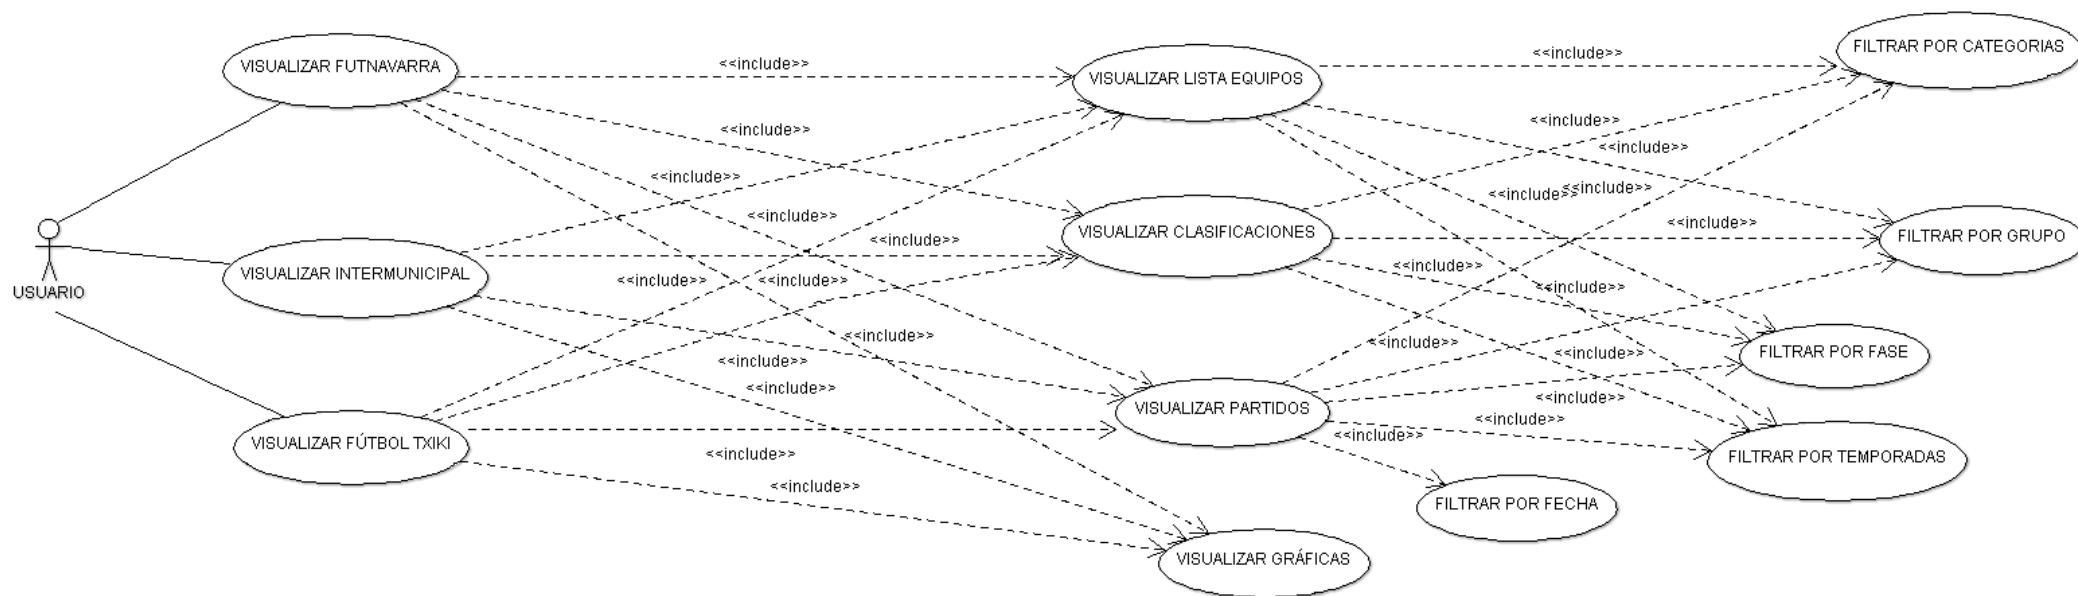 FILTRAR POR CATEGORIAS
<<include>>
VISUALIZAR FUTNAVARRA
<<include>>
VISUALIZAR LISTA EQUIPOS
<<include>>
<<include>>
<<include>>
<<include>>
<<include>>
<<include>>
<<include>>
VISUALIZAR CLASIFICACIONES
FILTRAR POR GRUPO
<<include>>
<<include>>
VISUALIZAR INTERMUNICIPAL
<<include>>
<<include>>
<<include>>
USUARIO
<<include>>
<<include>>
<<include>>
FILTRAR POR FASE
<<include>>
<<include>>
<<include>>
VISUALIZAR PARTIDOS
<<include>>
<<include>>
VISUALIZAR FÚTBOL TXIKI
<<include>>
FILTRAR POR TEMPORADAS
<<include>>
FILTRAR POR FECHA
VISUALIZAR GRÁFICAS